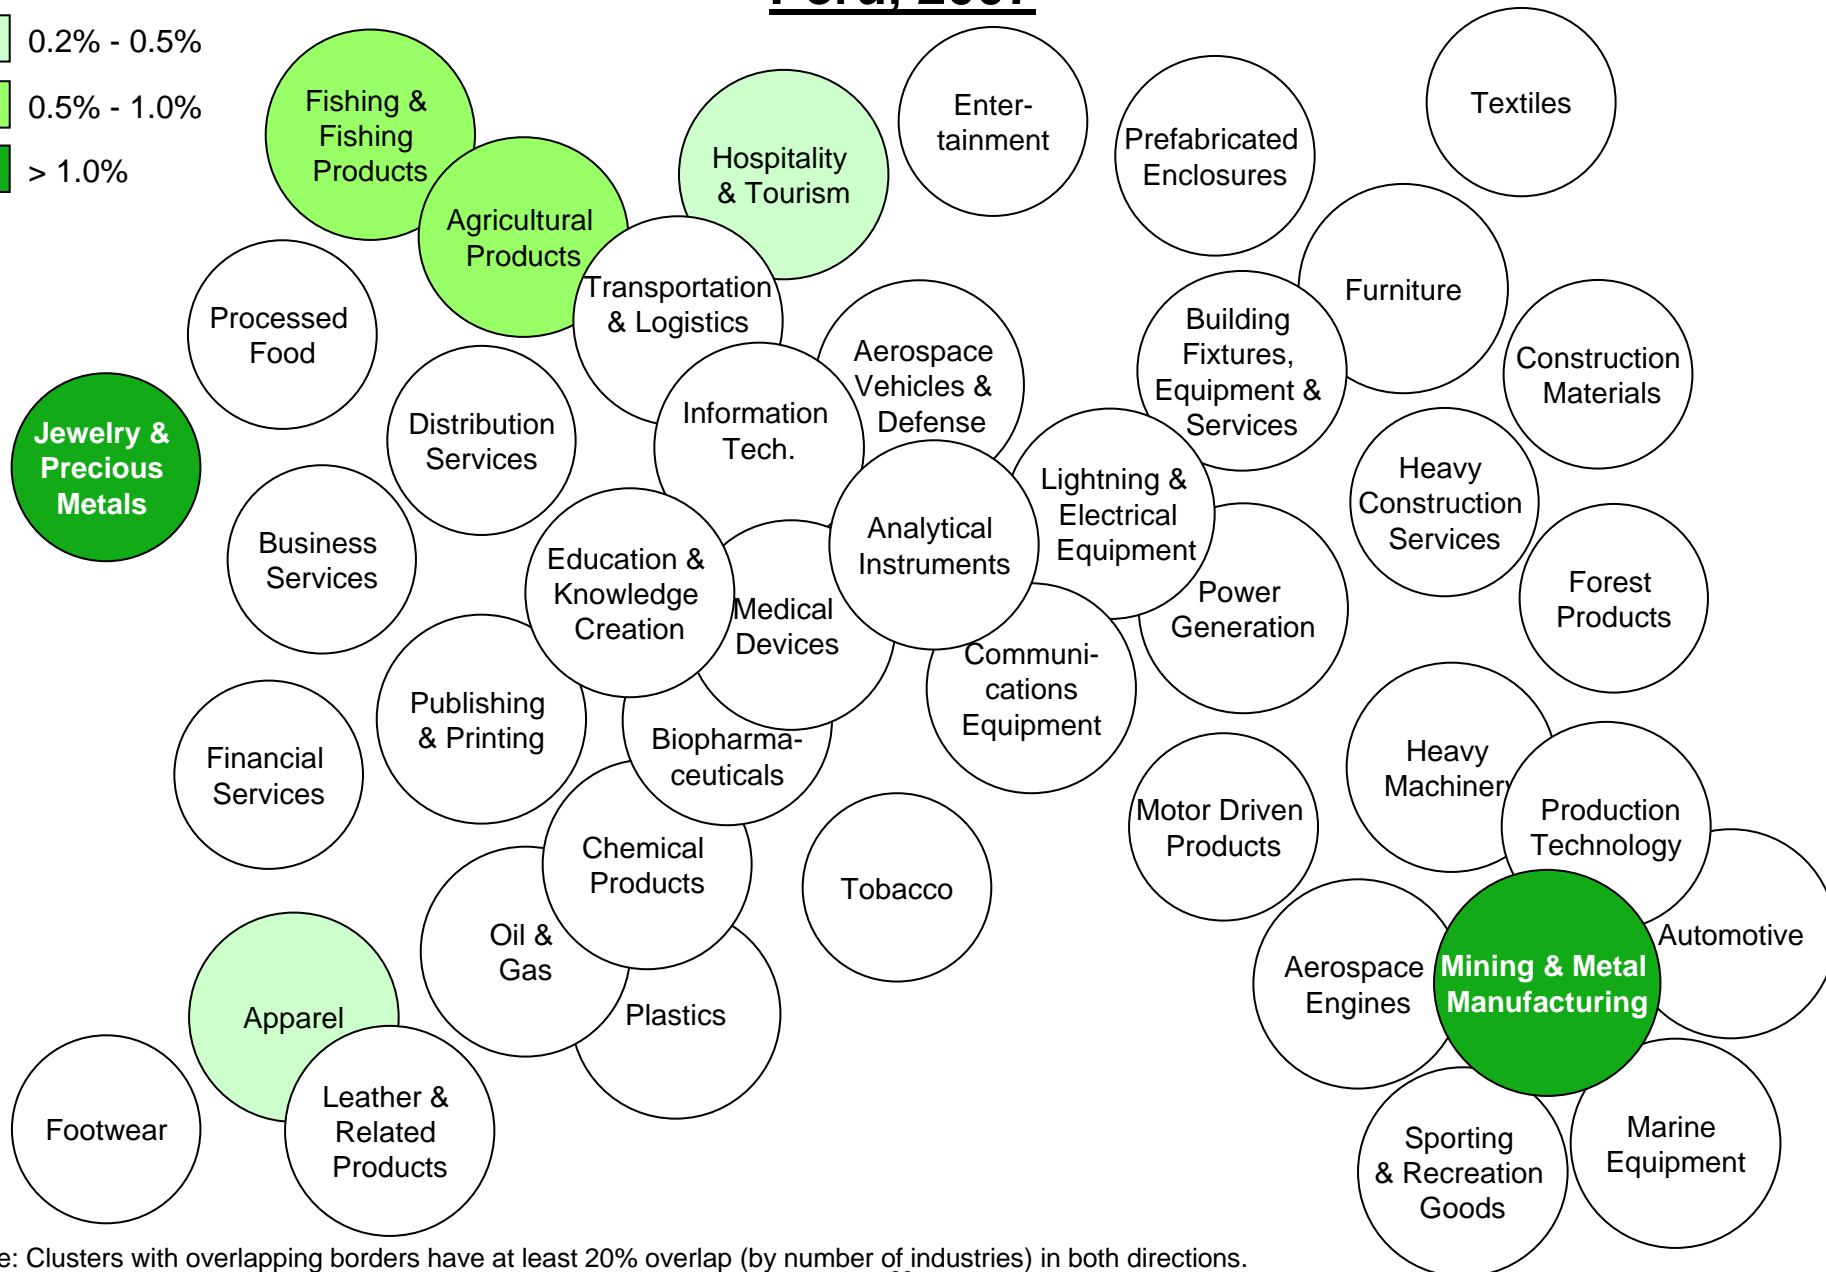 0.2% - 0.5%
0.5% - 1.0%
> 1.0%
Fishing &
Fishing
Products
Agricultural
Products
Hospitality
& Tourism
Enter-
tainment
Prefabricated
Enclosures
Textiles
Processed
Food
Transportation
& Logistics
Aerospace
Vehicles &
Defense
Building
Fixtures,
Equipment &
Services
Furniture
Construction
Materials
Jewelry &
Precious
Metals
Distribution
Services
Information
Tech.
Lightning &
Electrical
Equipment
Heavy
Construction
Services
Business
Services
Education &
Knowledge
Creation
Medical
Devices
Analytical
Instruments
Power
Generation
Forest
Products
Communi-
cations
Equipment
Publishing
& Printing
Biopharma-
ceuticals
Financial
Services
Chemical
Products
Tobacco
Motor Driven
Products
Heavy
Machinery
Production
Technology
Oil &
Gas
Plastics
Aerospace
Engines
Mining & Metal
Manufacturing
Automotive
Apparel
Leather &
Related
Products
Footwear
Sporting
& Recreation
Goods
Marine
Equipment
e: Clusters with overlapping borders have at least 20% overlap (by number of industries) in both directions.